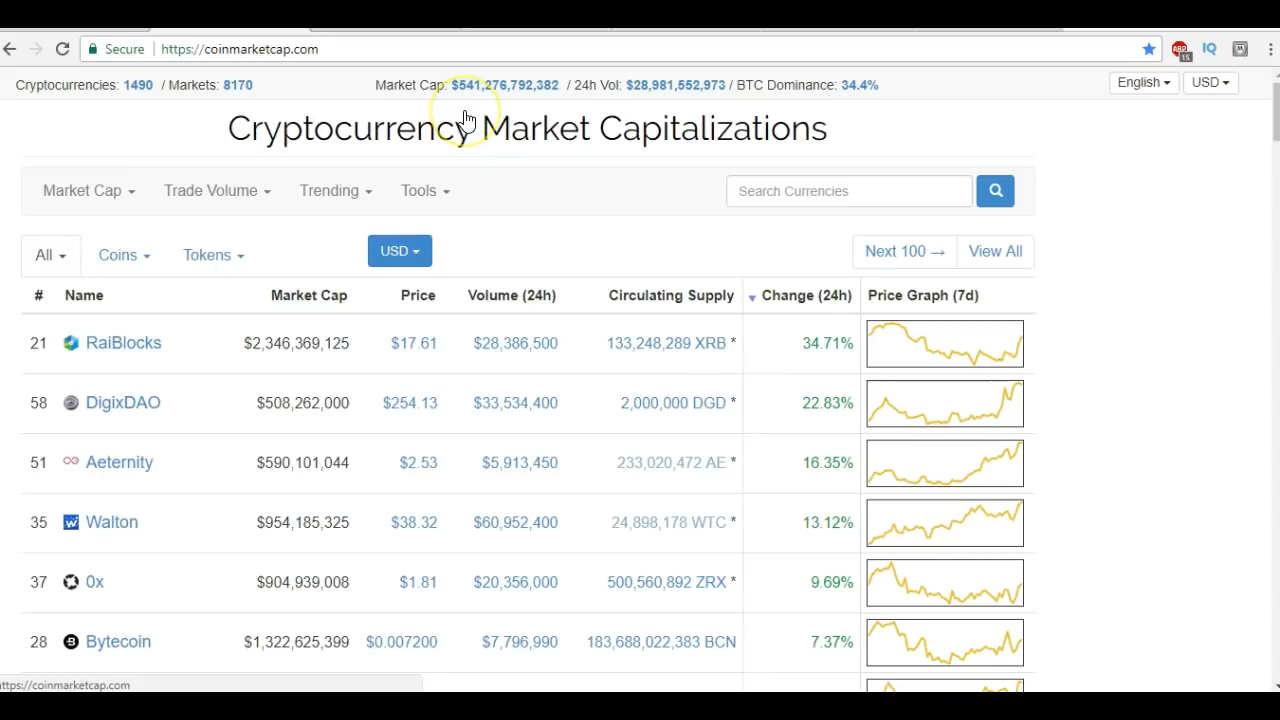 Secure https://coinmarketcap.com ABP 15 IQ
Cryptocurrencies: 1490 / Markets: 8170 Market Cap: $541,276,792,382 / 24h Vol: $28,981,552,973 / BTC Dominance: 34.4% English USD
Cryptocurrency Market Capitalizations
Market Cap Trade Volume Trending Tools Search Currencies
All Coins Tokens USD Next 100 → View All
# Name Market Cap Price Volume (24h) Circulating Supply Change (24h) Price Graph (7d)
21 RaiBlocks $2,346,369,125 $17.61 $28,386,500 133,248,289 XRB * 34.71%
58 DigixDAO $508,262,000 $254.13 $33,534,400 2,000,000 DGD * 22.83%
51 Aeternity $590,101,044 $2.53 $5,913,450 233,020,472 AE * 16.35%
35 Walton $954,185,325 $38.32 $60,952,400 24,898,178 WTC * 13.12%
37 0x $904,939,008 $1.81 $20,356,000 500,560,892 ZRX * 9.69%
28 Bytecoin $1,322,625,399 $0.007200 $7,796,990 183,688,022,383 BCN 7.37%
ttps://coinmarketcap.com